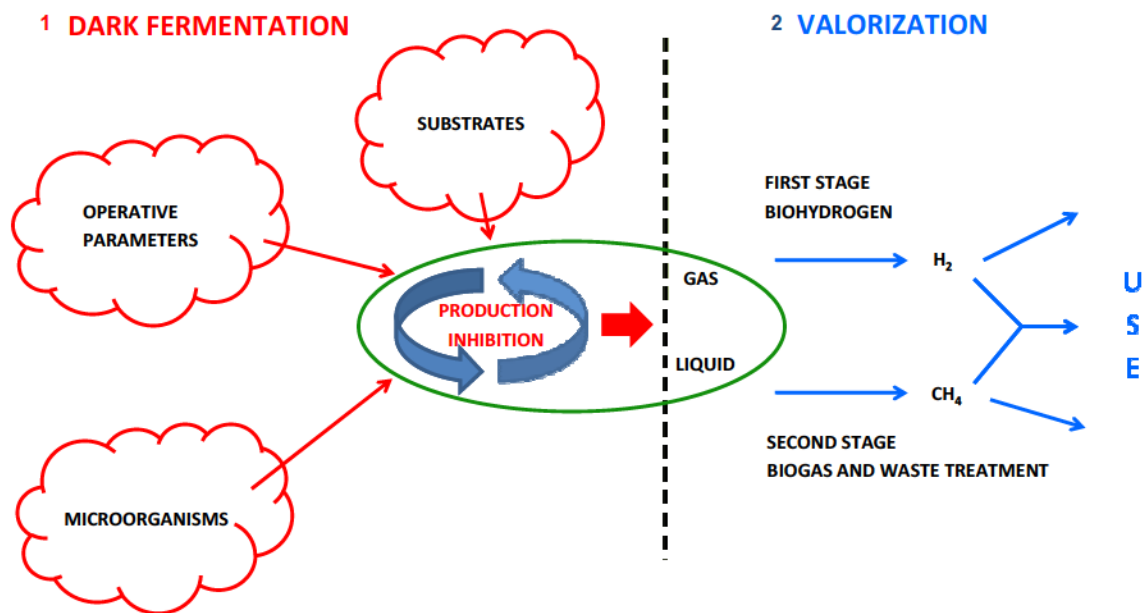 1 DARK FERMENTATION
2 VALORIZATION
SUBSTRATES
OPERATIVE
PARAMETERS
MICROORGANISMS
PRODUCTION
INHIBITION
GAS
LIQUID
FIRST STAGE
BIOHYDROGEN
H₂
CH₄
SECOND STAGE
BIOGAS AND WASTE TREATMENT
U
S
E